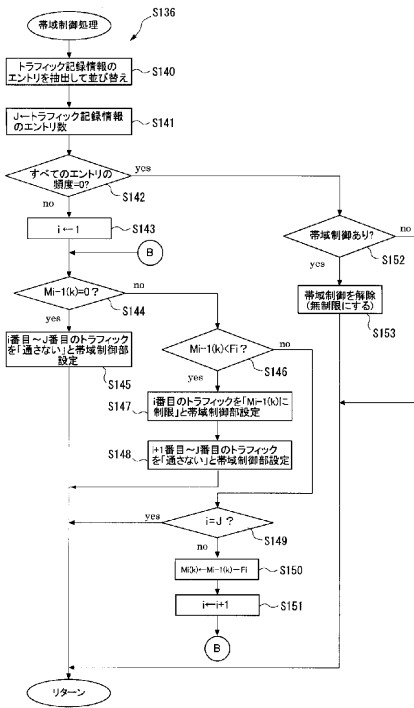 S136
帯域制御処理
トラフィック記録情報の
エントリを抽出して並び替え
S140
J←トラフィック記録情報
のエントリ数
S141
すべてのエントリの
頻度=0?
yes
S142
no
i←1
S143
帯域制御あり?
no
S152
yes
B
Mi-1(k)=0?
no
S144
yes
帯域制御を解除
(無制限にする)
S153
i番目～J番目のトラフィック
を「通さない」と帯域制御部
設定
S145
Mi-1(k)<Fi?
no
S146
yes
S147
i番目のトラフィックを「Mi-1(k)に
制限」と帯域制御部設定
S148
i+1番目～J番目のトラフィック
を「通さない」と帯域制御部設定
yes
i=J ?
S149
no
Mi(k)←Mi-1(k)-Fi
S150
i←i+1
S151
B
リターン